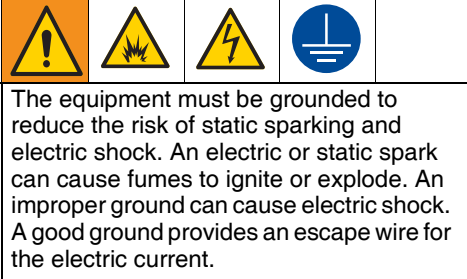 The equipment must be grounded to
reduce the risk of static sparking and
electric shock. An electric or static spark
can cause fumes to ignite or explode. An
improper ground can cause electric shock.
A good ground provides an escape wire for
the electric current.